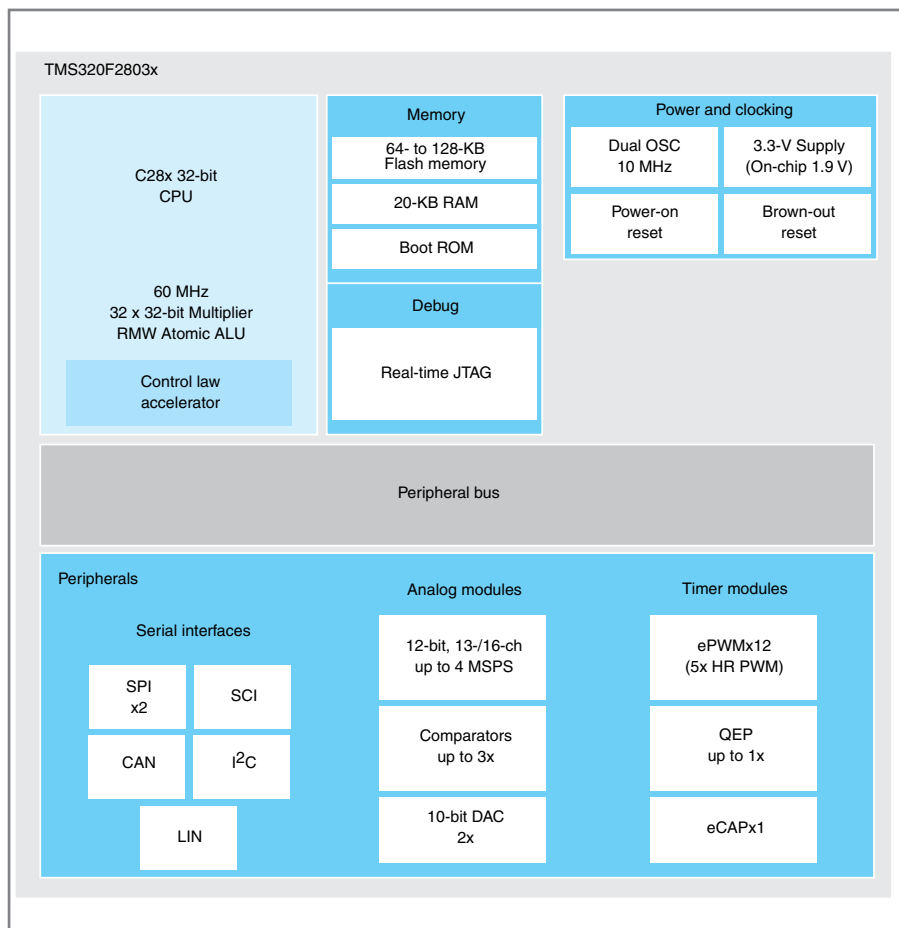 TMS320F2803x
C28x 32-bit
CPU
60 MHz
32 x 32-bit Multiplier
RMW Atomic ALU
Control law
accelerator
Memory
64- to 128-KB
Flash memory
20-KB RAM
Boot ROM
Debug
Real-time JTAG
Power and clocking
Dual OSC
10 MHz
3.3-V Supply
(On-chip 1.9 V)
Power-on
reset
Brown-out
reset
Peripheral bus
Peripherals
Serial interfaces
SPI
x2
SCI
CAN
I²C
LIN
Analog modules
12-bit, 13-/16-ch
up to 4 MSPS
Comparators
up to 3x
10-bit DAC
2x
Timer modules
ePWMx12
(5x HR PWM)
QEP
up to 1x
eCAPx1